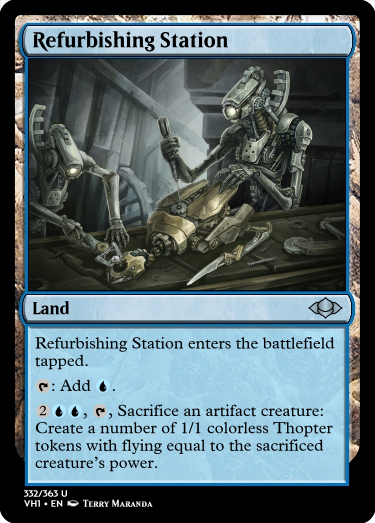 Refurbishing Station
Land
Refurbishing Station enters the battlefield
tapped.
: Add .
2 , , Sacrifice an artifact creature:
Create a number of 1/1 colorless Thopter
tokens with flying equal to the sacrificed
creature's power.
332/363 U
VH1 • EN Terry Maranda